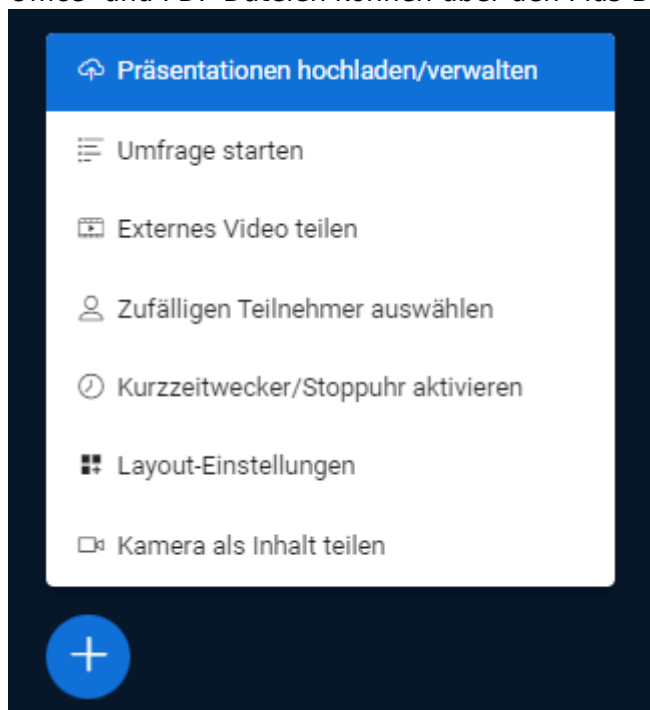 Präsentationen hochladen/verwalten
Umfrage starten
Externes Video teilen
Zufälligen Teilnehmer auswählen
Kurzzeitwecker/Stoppuhr aktivieren
Layout-Einstellungen
Kamera als Inhalt teilen